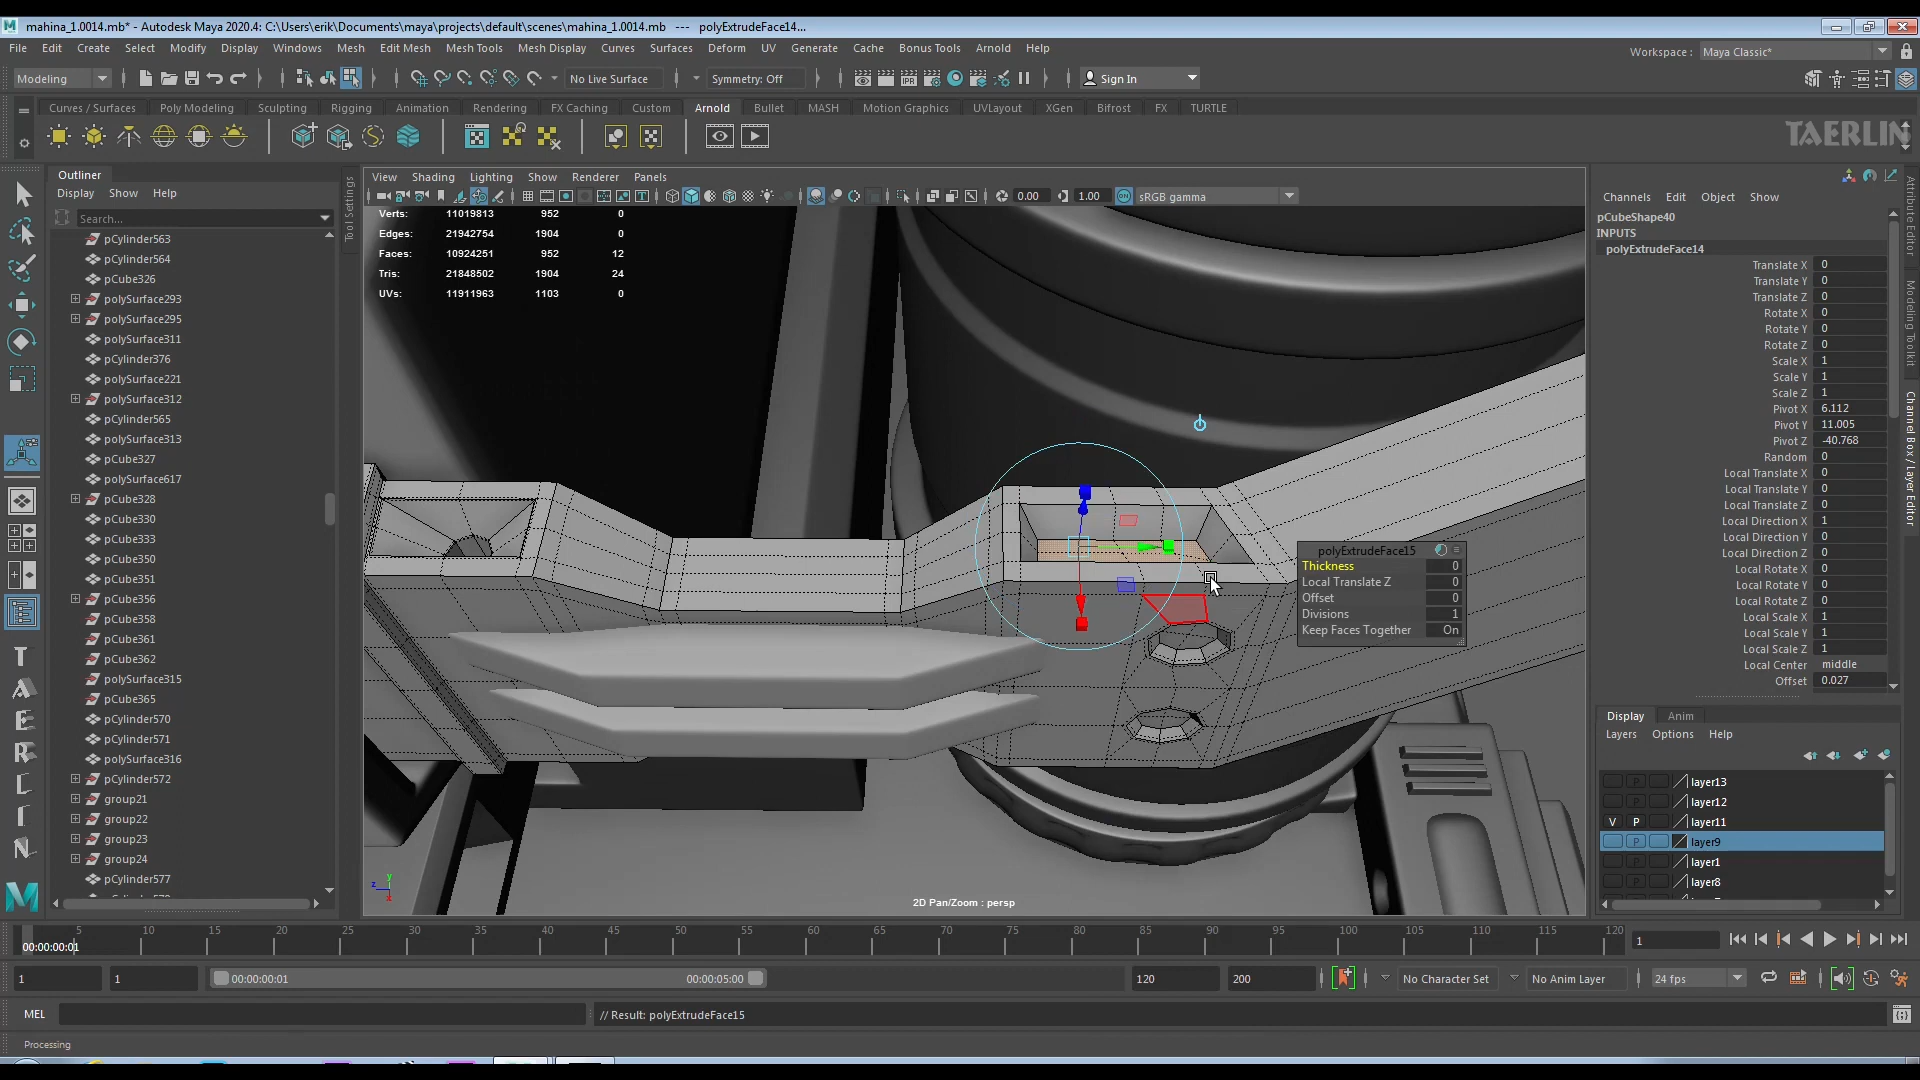 mahina_1.0014.mb* - Autodesk Maya 2020.4: C:\Users\erik\Documents\maya\projects\default\scenes\mahina_1.0014.mb   ---   polyExtrudeFace14...
File Edit Create Select Modify Display Windows Mesh Edit Mesh Mesh Tools Mesh Display Curves Surfaces Deform UV Generate Cache Bonus Tools Arnold Help
Workspace : Maya Classic*
Modeling No Live Surface Symmetry: Off Sign In
Curves / Surfaces Poly Modeling Sculpting Rigging Animation Rendering FX Caching Custom Arnold Bullet MASH Motion Graphics UVLayout XGen Bifrost FX TURTLE
TAERLIN
Outliner
Display Show Help
Search...
pCylinder563
pCylinder564
pCube326
polySurface293
polySurface295
polySurface311
pCylinder376
polySurface221
polySurface312
pCylinder565
polySurface313
pCube327
polySurface617
pCube328
pCube330
pCube333
pCube350
pCube351
pCube356
pCube358
pCube361
pCube362
polySurface315
pCube365
pCylinder570
pCylinder571
polySurface316
pCylinder572
group21
group22
group23
group24
pCylinder577
Tool Settings
View Shading Lighting Show Renderer Panels
0.00 1.00 sRGB gamma
Verts: 11019813 952 0
Edges: 21942754 1904 0
Faces: 10924251 952 12
Tris: 21848502 1904 24
UVs: 11911963 1103 0
polyExtrudeFace15
Thickness 0
Local Translate Z 0
Offset 0
Divisions 1
Keep Faces Together On
2D Pan/Zoom : persp
Channels Edit Object Show
pCubeShape40
INPUTS
polyExtrudeFace14
Translate X 0
Translate Y 0
Translate Z 0
Rotate X 0
Rotate Y 0
Rotate Z 0
Scale X 1
Scale Y 1
Scale Z 1
Pivot X 6.112
Pivot Y 11.005
Pivot Z -40.768
Random 0
Local Translate X 0
Local Translate Y 0
Local Translate Z 0
Local Direction X 1
Local Direction Y 0
Local Direction Z 0
Local Rotate X 0
Local Rotate Y 0
Local Rotate Z 0
Local Scale X 1
Local Scale Y 1
Local Scale Z 1
Local Center middle
Offset 0.027
Attribute Editor
Modeling Toolkit
Channel Box / Layer Editor
Display Anim
Layers Options Help
P layer13
P layer12
V P layer11
P layer9
P layer1
P layer8
5 10 15 20 25 30 35 40 45 50 55 60 65 70 75 80 85 90 95 100 105 110 115 120
00:00:00:01
1
1 1 00:00:00:01 00:00:05:00 120 200 No Character Set No Anim Layer 24 fps
MEL // Result: polyExtrudeFace15
Processing